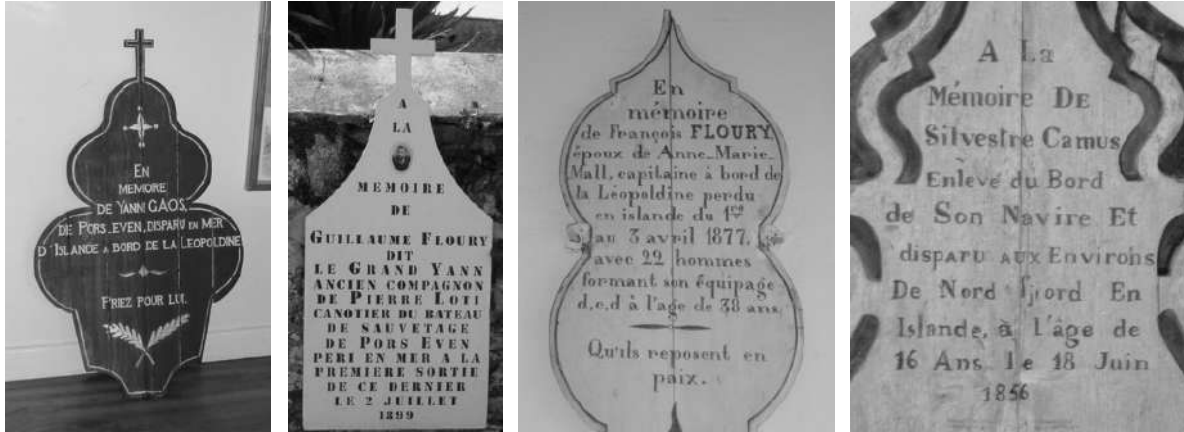 EN
MEMOIRE
DE YANN GAOS,
DE PORS-EVEN, DISPARU EN MER
D'ISLANDE A BORD DE LA LEOPOLDINE
PRIEZ POUR LUI.
A
LA
MEMOIRE
DE
GUILLAUME FLOURY
DIT
LE GRAND YANN
ANCIEN COMPAGNON
DE PIERRE LOTI
CANOTIER DU BATEAU
DE SAUVETAGE
DE PORS EVEN
PERI EN MER A LA
PREMIERE SORTIE
DE CE DERNIER
LE 2 JUILLET
1899
En
mémoire
de François FLOURY,
époux de Anne-Marie-
Mall, capitaine à bord de
la Léopoldine perdu
en islande du 1er
au 3 avril 1877,
avec 22 hommes
formant son équipage
d,c,d à l'age de 38 ans,
Qu'ils reposent en
paix.
A La
Mémoire DE
Silvestre Camus
Enlevé du Bord
de Son Navire Et
disparu AUX Environs
De Nord fjord En
Islande, à l'âge de
16 Ans le 18 Juin
1856